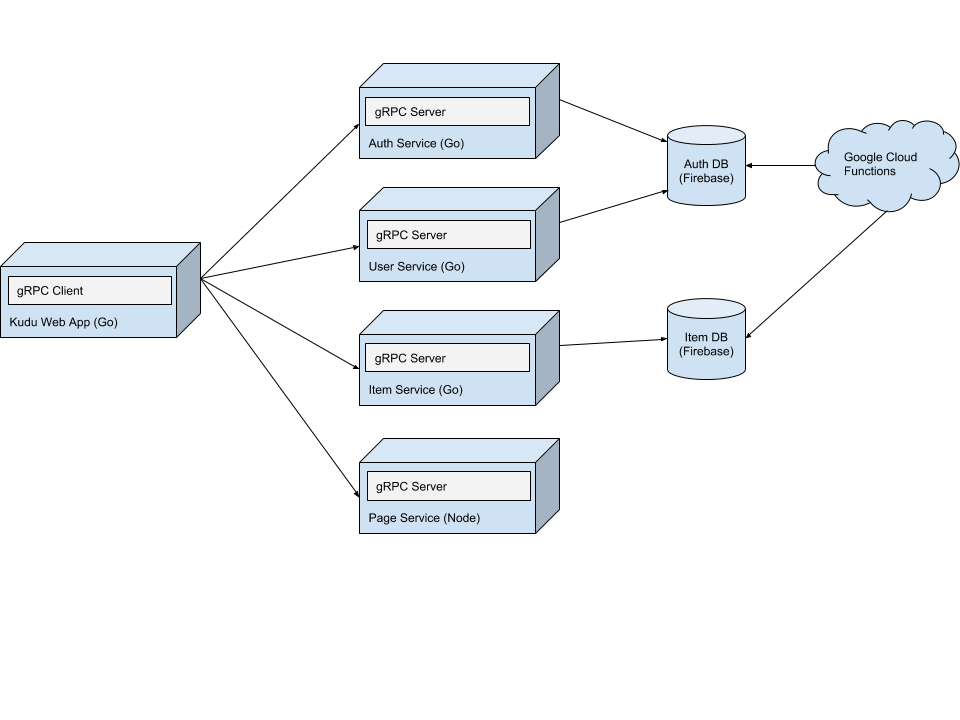 gRPC Server
Auth Service (Go)
gRPC Server
User Service (Go)
gRPC Client
Kudu Web App (Go)
gRPC Server
Item Service (Go)
gRPC Server
Page Service (Node)
Auth DB
(Firebase)
Item DB
(Firebase)
Google Cloud
Functions